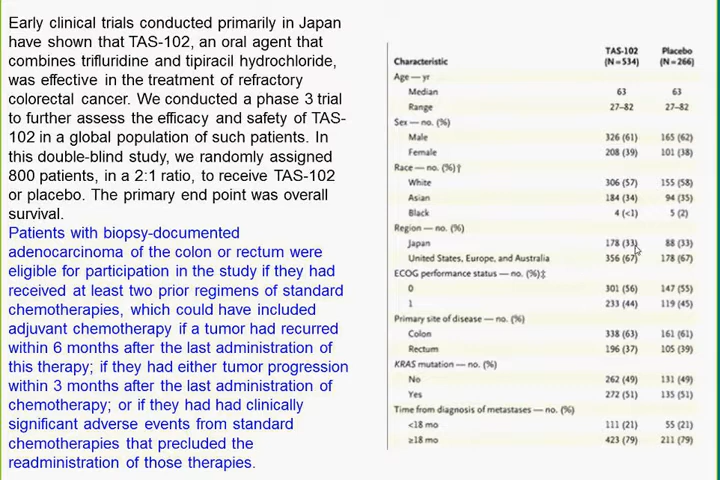 Early clinical trials conducted primarily in Japan
have shown that TAS-102, an oral agent that
combines trifluridine and tipiracil hydrochloride,
was effective in the treatment of refractory
colorectal cancer. We conducted a phase 3 trial
to further assess the efficacy and safety of TAS-
102 in a global population of such patients. In
this double-blind study, we randomly assigned
800 patients, in a 2:1 ratio, to receive TAS-102
or placebo. The primary end point was overall
survival.
Patients with biopsy-documented
adenocarcinoma of the colon or rectum were
eligible for participation in the study if they had
received at least two prior regimens of standard
chemotherapies, which could have included
adjuvant chemotherapy if a tumor had recurred
within 6 months after the last administration of
this therapy; if they had either tumor progression
within 3 months after the last administration of
chemotherapy; or if they had had clinically
significant adverse events from standard
chemotherapies that precluded the
readministration of those therapies.
Characteristic TAS-102 (N=534) Placebo (N=266)
Age — yr
Median 63 63
Range 27–82 27–82
Sex — no. (%)
Male 326 (61) 165 (62)
Female 208 (39) 101 (38)
Race — no. (%)†
White 306 (57) 155 (58)
Asian 184 (34) 94 (35)
Black 4 (<1) 5 (2)
Region — no. (%)
Japan 178 (33) 88 (33)
United States, Europe, and Australia 356 (67) 178 (67)
ECOG performance status — no. (%)‡
0 301 (56) 147 (55)
1 233 (44) 119 (45)
Primary site of disease — no. (%)
Colon 338 (63) 161 (61)
Rectum 196 (37) 105 (39)
KRAS mutation — no. (%)
No 262 (49) 131 (49)
Yes 272 (51) 135 (51)
Time from diagnosis of metastases — no. (%)
<18 mo 111 (21) 55 (21)
≥18 mo 423 (79) 211 (79)